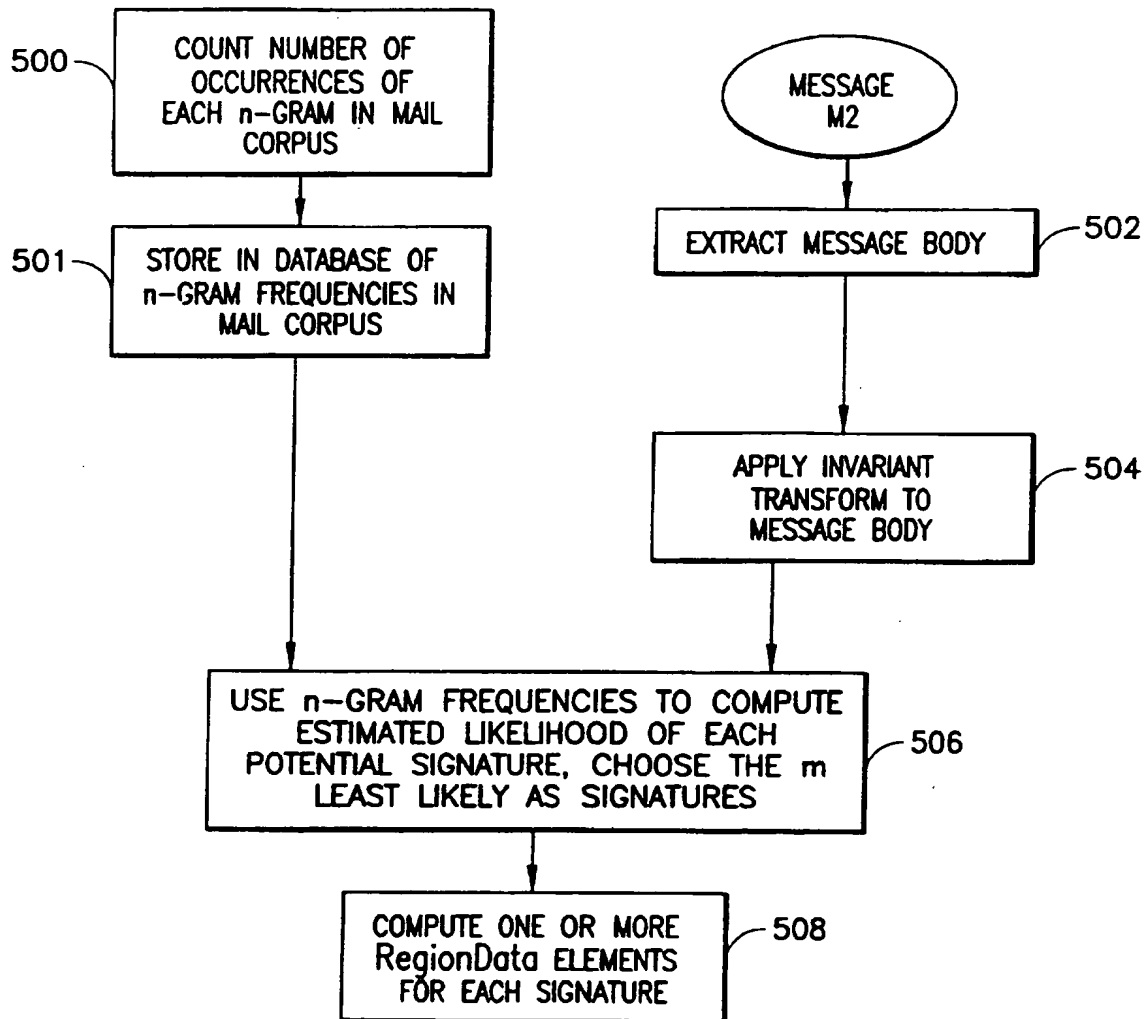 500
COUNT NUMBER OF
OCCURRENCES OF
EACH n-GRAM IN MAIL
CORPUS
501
STORE IN DATABASE OF
n-GRAM FREQUENCIES IN
MAIL CORPUS
MESSAGE
M2
EXTRACT MESSAGE BODY
502
APPLY INVARIANT
TRANSFORM TO
MESSAGE BODY
504
USE n-GRAM FREQUENCIES TO COMPUTE
ESTIMATED LIKELIHOOD OF EACH
POTENTIAL SIGNATURE, CHOOSE THE m
LEAST LIKELY AS SIGNATURES
506
COMPUTE ONE OR MORE
RegionData ELEMENTS
FOR EACH SIGNATURE
508